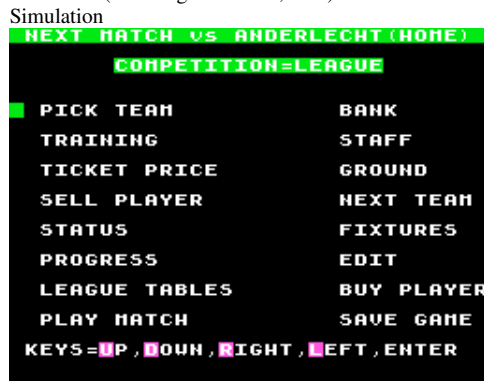 Simulation
NEXT MATCH VS ANDERLECHT(HOME)
COMPETITION=LEAGUE
PICK TEAM BANK
TRAINING STAFF
TICKET PRICE GROUND
SELL PLAYER NEXT TEAM
STATUS FIXTURES
PROGRESS EDIT
LEAGUE TABLES BUY PLAYER
PLAY MATCH SAVE GAME
KEYS=UP,DOWN,RIGHT,LEFT,ENTER